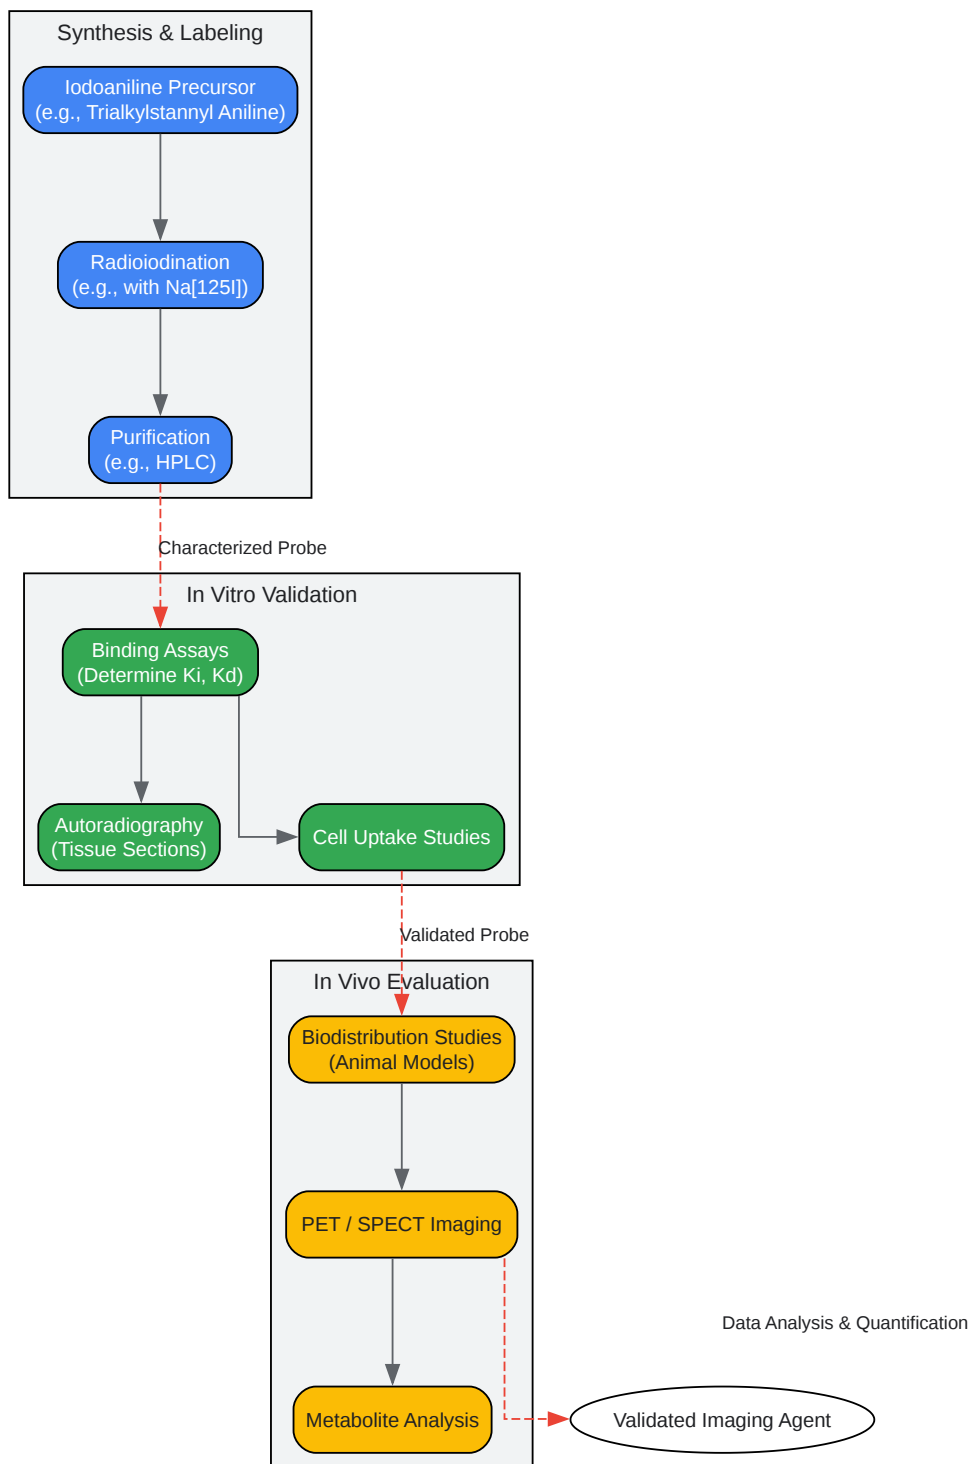 Synthesis & Labeling
Iodoaniline Precursor
(e.g., Trialkylstannyl Aniline)
Radioiodination
(e.g., with Na[125I])
Purification
(e.g., HPLC)
Characterized Probe
In Vitro Validation
Binding Assays
(Determine Ki, Kd)
Autoradiography
(Tissue Sections)
Cell Uptake Studies
Validated Probe
In Vivo Evaluation
Biodistribution Studies
(Animal Models)
PET / SPECT Imaging
Data Analysis & Quantification
Metabolite Analysis
Validated Imaging Agent